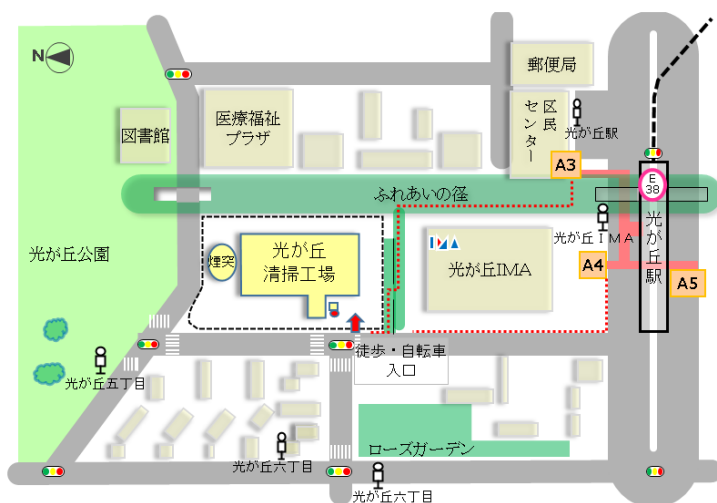 N
郵便局
図書館
医療福祉
プラザ
区民
センター
光が丘駅
A3
E
38
ふれあいの径
光が丘公園
煙突
光が丘
清掃工場
IMA
光が丘IMA
光が丘IMA
A4
光が丘駅
A5
徒歩・自転車
入口
光が丘五丁目
ローズガーデン
光が丘六丁目
光が丘六丁目